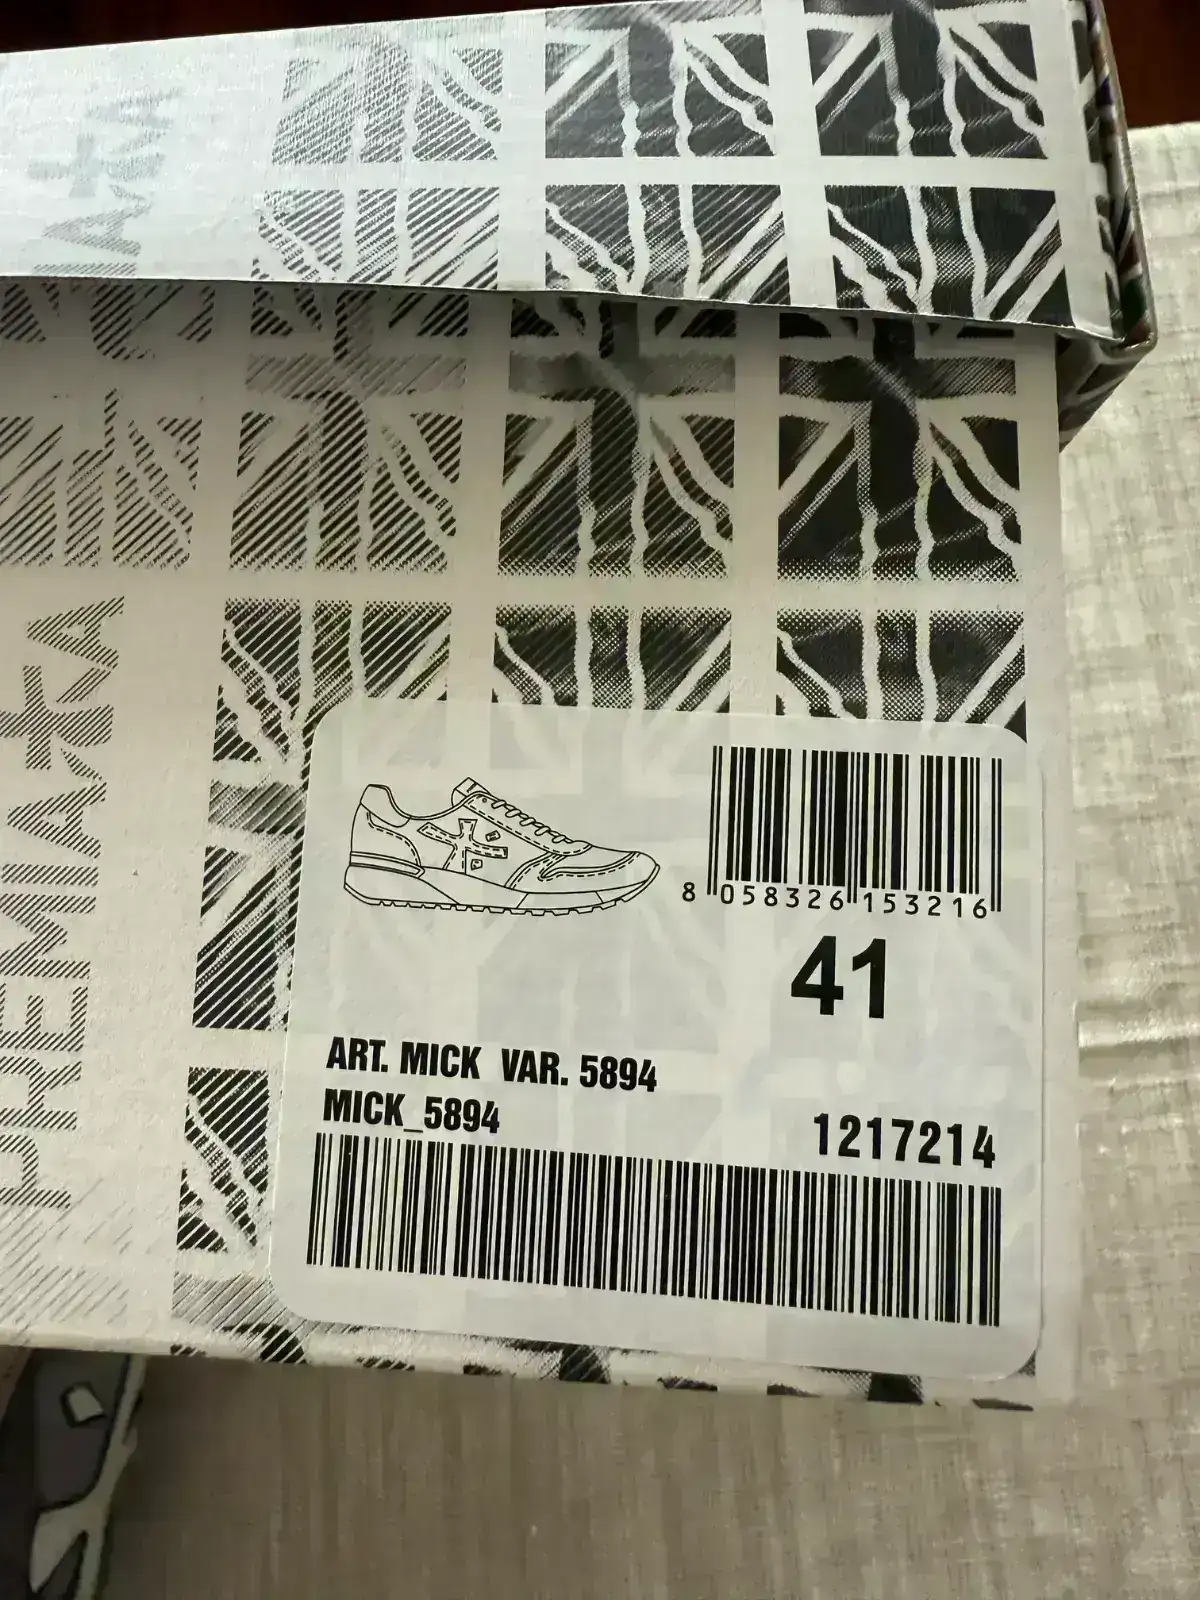 PREMIATA
8 058326 153216
41
ART. MICK VAR. 5894
MICK_5894
1217214